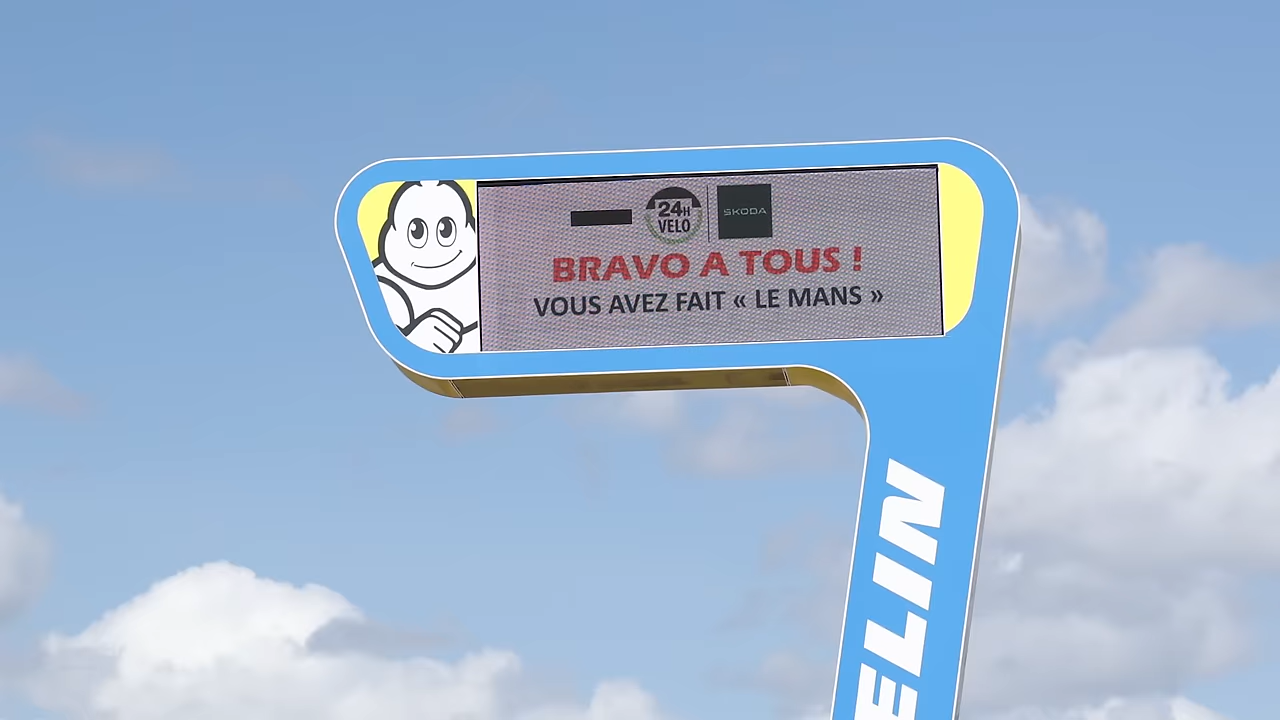 24H
VELO
SKODA
BRAVO A TOUS !
VOUS AVEZ FAIT « LE MANS »
ELIN